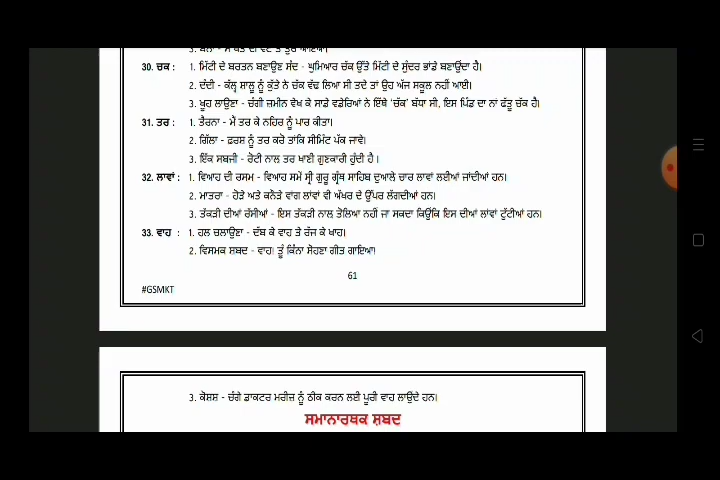 30. ਚਕ : 1. ਮਿੱਟੀ ਦੇ ਬਰਤਨ ਬਣਾਉਣ ਸੰਦ - ਘੁਮਿਆਰ ਚੱਕ ਉੱਤੇ ਮਿੱਟੀ ਦੇ ਸੁੰਦਰ ਭਾਂਡੇ ਬਣਾਉਂਦਾ ਹੈ।
2. ਦਦੀ - ਕੱਲ੍ਹ ਸ਼ਾਲੂ ਨੂੰ ਕੁੱਤੇ ਨੇ ਚੱਕ ਵੱਢ ਲਿਆ ਸੀ ਤਦੇ ਤਾਂ ਉਹ ਅੱਜ ਸਕੂਲ ਨਹੀਂ ਆਈ।
3. ਖੂਹ ਲਾਉਣਾ - ਚੰਗੀ ਜ਼ਮੀਨ ਵੇਖ ਕੇ ਸਾਡੇ ਵਡੇਰਿਆਂ ਨੇ ਇੱਥੇ 'ਚੱਕ' ਬੱਧਾ ਸੀ, ਇਸ ਪਿੰਡ ਦਾ ਨਾਂ ਫੱਤੂ ਚੱਕ ਹੈ।
31. ਤਰ : 1. ਤੈਰਨਾ - ਮੈਂ ਤਰ ਕੇ ਨਹਿਰ ਨੂੰ ਪਾਰ ਕੀਤਾ।
2. ਗਿੱਲਾ - ਫ਼ਰਸ਼ ਨੂੰ ਤਰ ਕਰੋ ਤਾਂਕਿ ਸੀਮਿੰਟ ਪੱਕ ਜਾਵੇ।
3. ਇੱਕ ਸਬਜੀ - ਰੋਟੀ ਨਾਲ ਤਰ ਖਾਣੀ ਗੁਣਕਾਰੀ ਹੁੰਦੀ ਹੈ ।
32. ਲਾਵਾਂ : 1. ਵਿਆਹ ਦੀ ਰਸਮ - ਵਿਆਹ ਸਮੇਂ ਸ੍ਰੀ ਗੁਰੂ ਗ੍ਰੰਥ ਸਾਹਿਬ ਦੁਆਲੇ ਚਾਰ ਲਾਵਾਂ ਲਈਆਂ ਜਾਂਦੀਆਂ ਹਨ।
2. ਮਾਤਰਾ - ਹੋੜੇ ਅਤੇ ਕਨੌੜੇ ਵਾਂਗ ਲਾਂਵਾਂ ਵੀ ਅੱਖਰ ਦੇ ਉੱਪਰ ਲੱਗਦੀਆਂ ਹਨ।
3. ਤੱਕੜੀ ਦੀਆਂ ਰੱਸੀਆਂ - ਇਸ ਤੱਕੜੀ ਨਾਲ਼ ਤੋਲਿਆ ਨਹੀਂ ਜਾ ਸਕਦਾ ਕਿਉਂਕਿ ਇਸ ਦੀਆਂ ਲਾਂਵਾਂ ਟੁੱਟੀਆਂ ਹਨ।
33. ਵਾਹ : 1. ਹਲ ਚਲਾਉਣਾ - ਦੱਬ ਕੇ ਵਾਹ ਤੇ ਰੱਜ ਕੇ ਖਾਹ।
2. ਵਿਸਮਕ ਸ਼ਬਦ - ਵਾਹ! ਤੂੰ ਕਿੰਨਾ ਸੋਹਣਾ ਗੀਤ ਗਾਇਆ।
61
#GSMKT
3. ਕੋਸ਼ਸ਼ - ਚੰਗੇ ਡਾਕਟਰ ਮਰੀਜ਼ ਨੂੰ ਠੀਕ ਕਰਨ ਲਈ ਪੂਰੀ ਵਾਹ ਲਾਉਂਦੇ ਹਨ।
ਸਮਾਨਾਰਥਕ ਸ਼ਬਦ